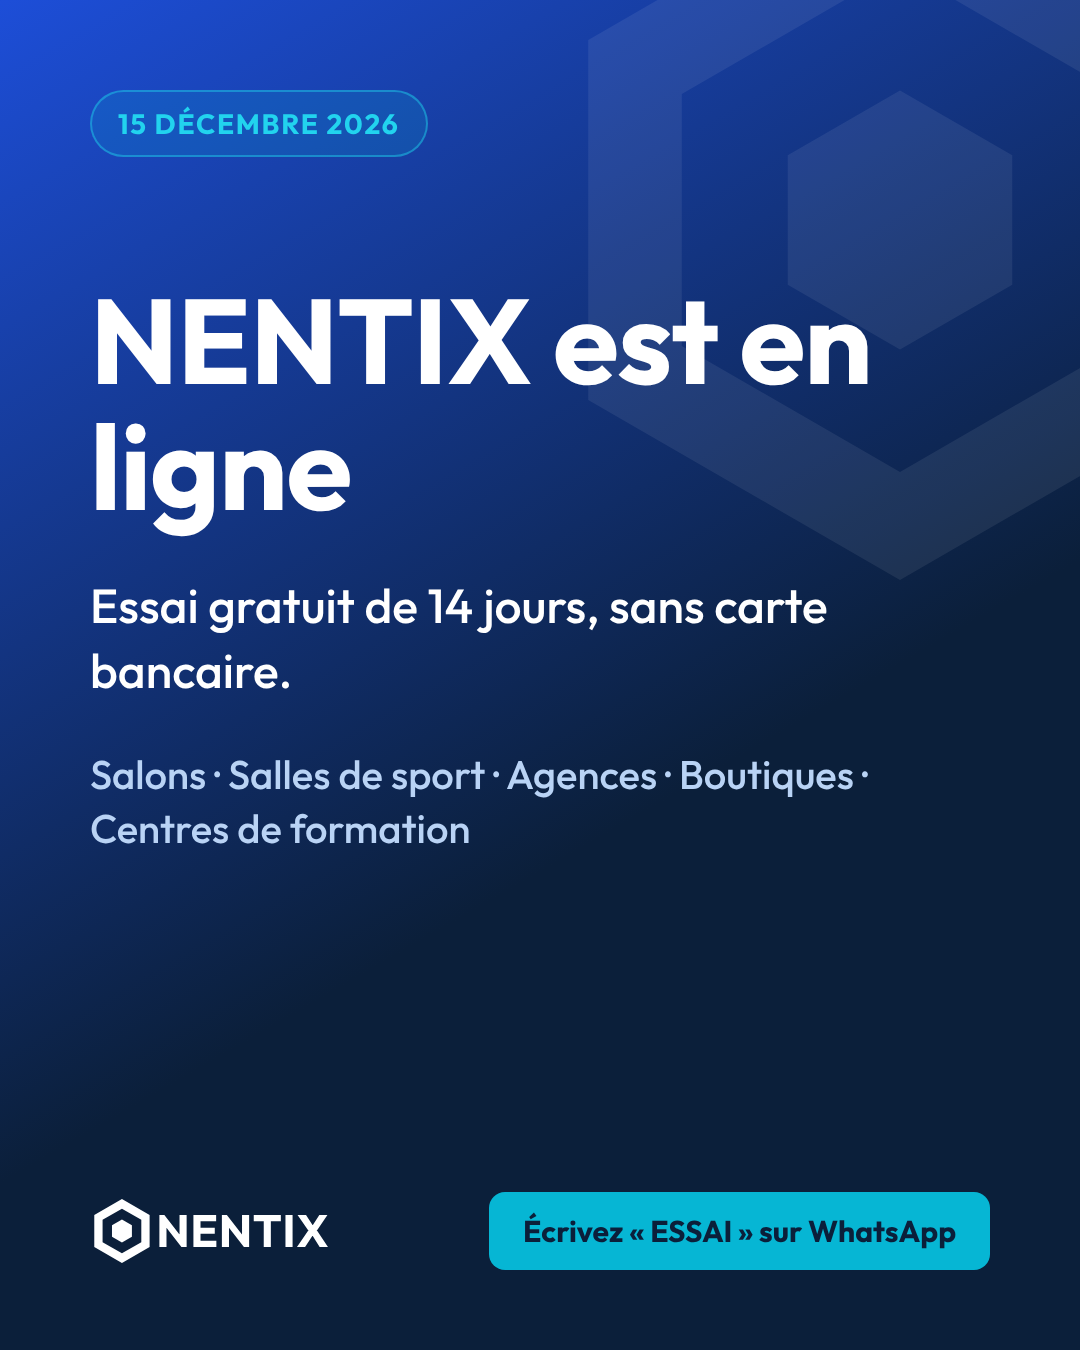 15 DÉCEMBRE 2026
NENTIX est en
ligne
Essai gratuit de 14 jours, sans carte
bancaire.
Salons · Salles de sport · Agences · Boutiques ·
Centres de formation
NENTIX
Écrivez « ESSAI » sur WhatsApp